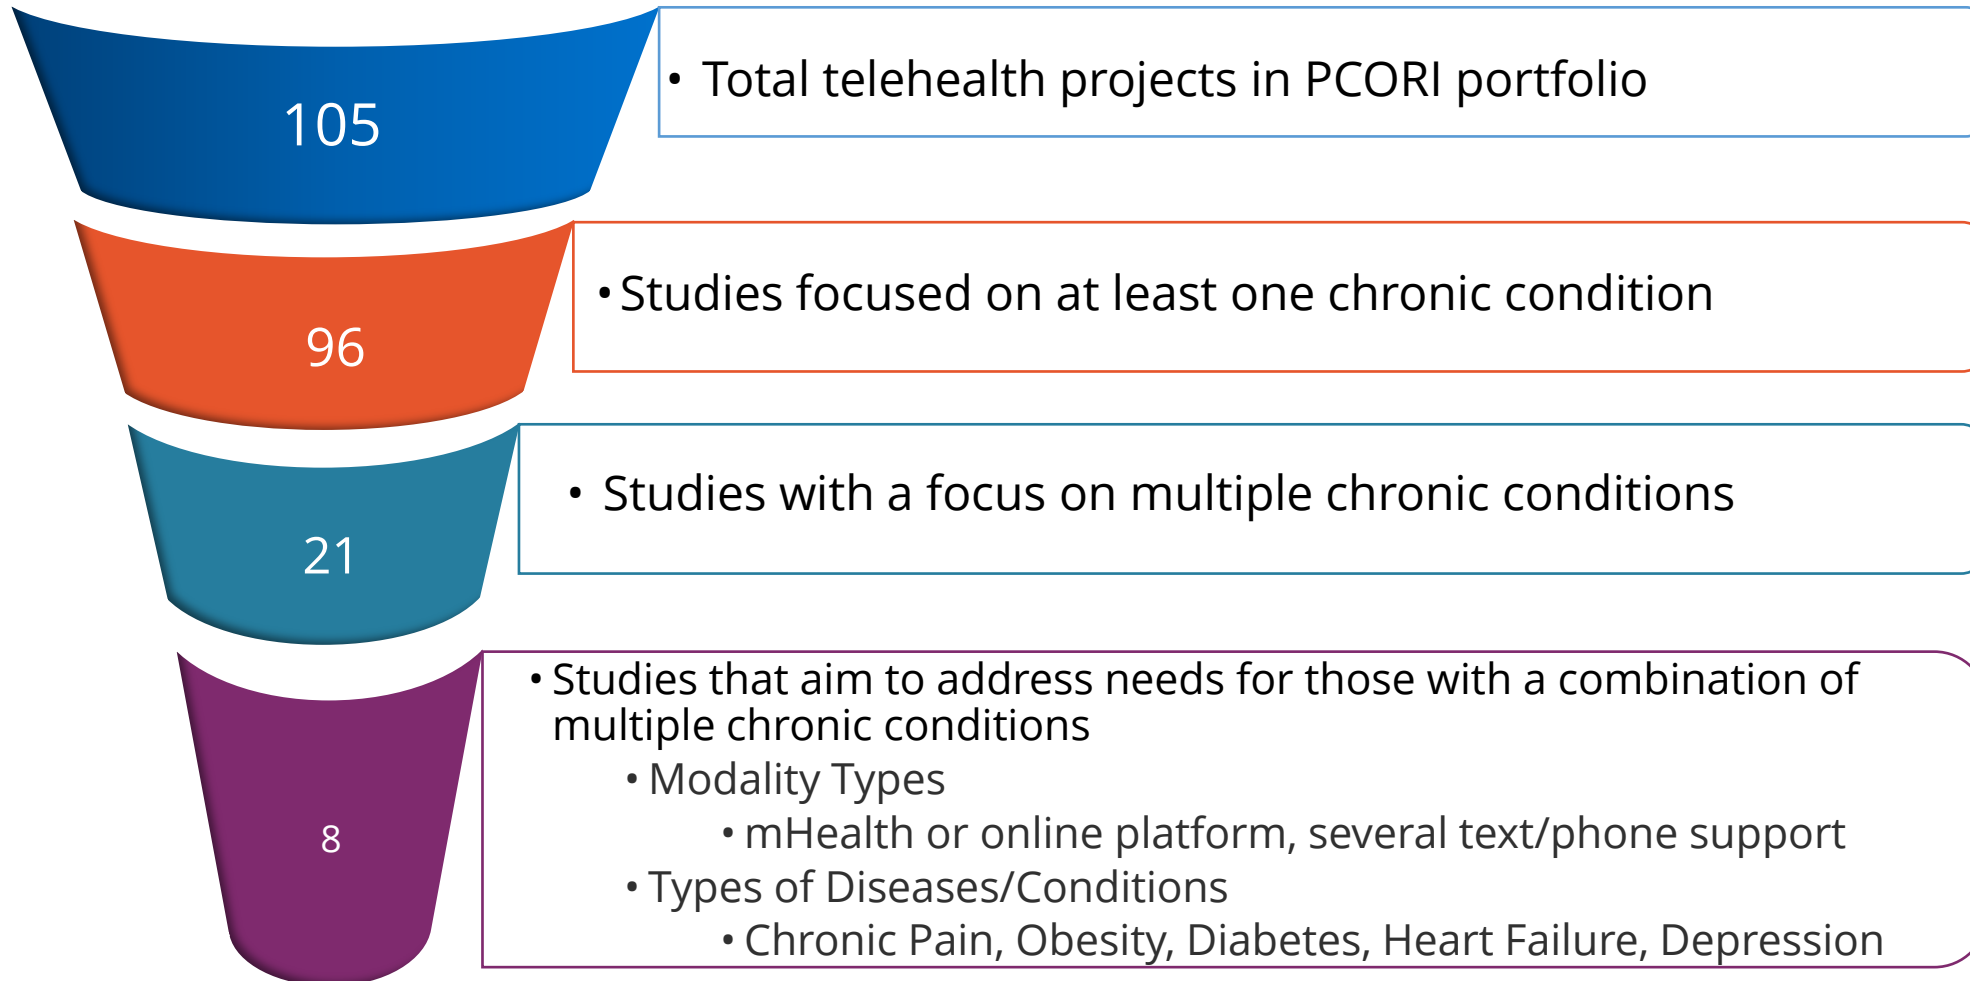 105
• Total telehealth projects in PCORI portfolio
96
• Studies focused on at least one chronic condition
21
• Studies with a focus on multiple chronic conditions
8
• Studies that aim to address needs for those with a combination of
multiple chronic conditions
• Modality Types
• mHealth or online platform, several text/phone support
• Types of Diseases/Conditions
• Chronic Pain, Obesity, Diabetes, Heart Failure, Depression